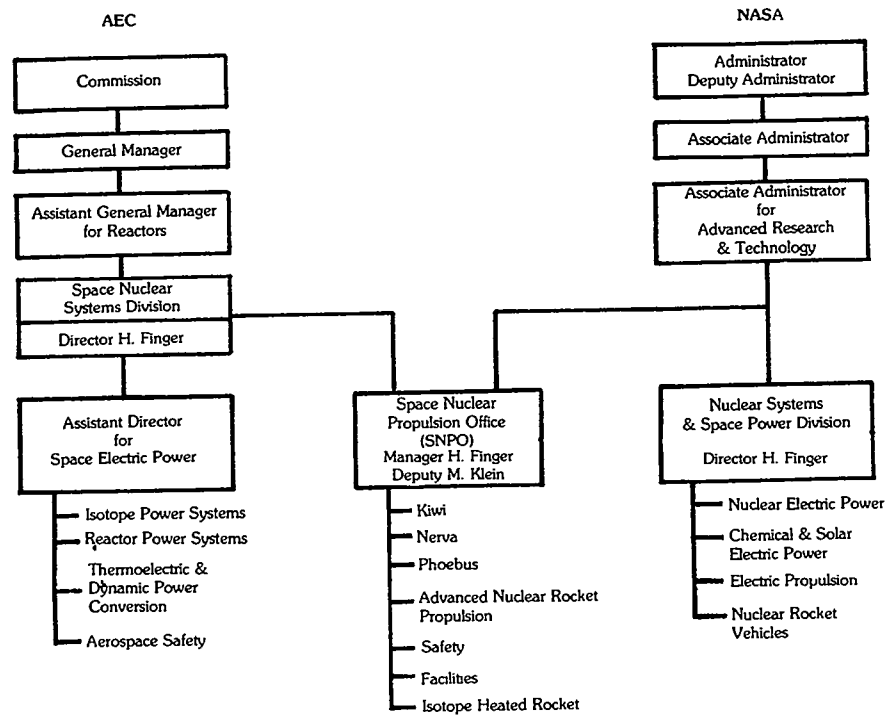 AEC
Commission
General Manager
Assistant General Manager
for Reactors
Space Nuclear
Systems Division
Director H. Finger
Assistant Director
for
Space Electric Power
Isotope Power Systems
Reactor Power Systems
Thermoelectric &
Dynamic Power
Conversion
Aerospace Safety
Space Nuclear
Propulsion Office
(SNPO)
Manager H. Finger
Deputy M. Klein
Kiwi
Nerva
Phoebus
Advanced Nuclear Rocket
Propulsion
Safety
Facilities
Isotope Heated Rocket
NASA
Administrator
Deputy Administrator
Associate Administrator
Associate Administrator
for
Advanced Research
& Technology
Nuclear Systems
& Space Power Division
Director H. Finger
Nuclear Electric Power
Chemical & Solar
Electric Power
Electric Propulsion
Nuclear Rocket
Vehicles